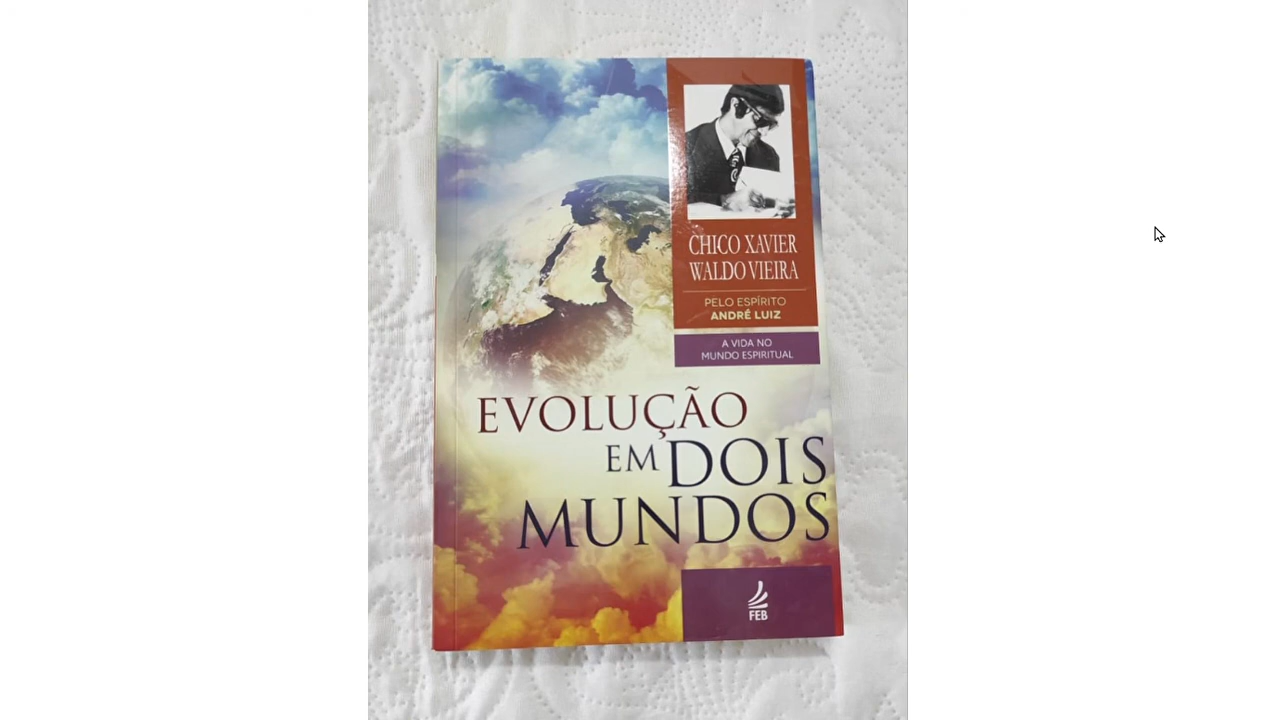 CHICO XAVIER
WALDO VIEIRA
PELO ESPÍRITO
ANDRÉ LUIZ
A VIDA NO
MUNDO ESPIRITUAL
EVOLUÇÃO
EM DOIS
MUNDOS
FEB